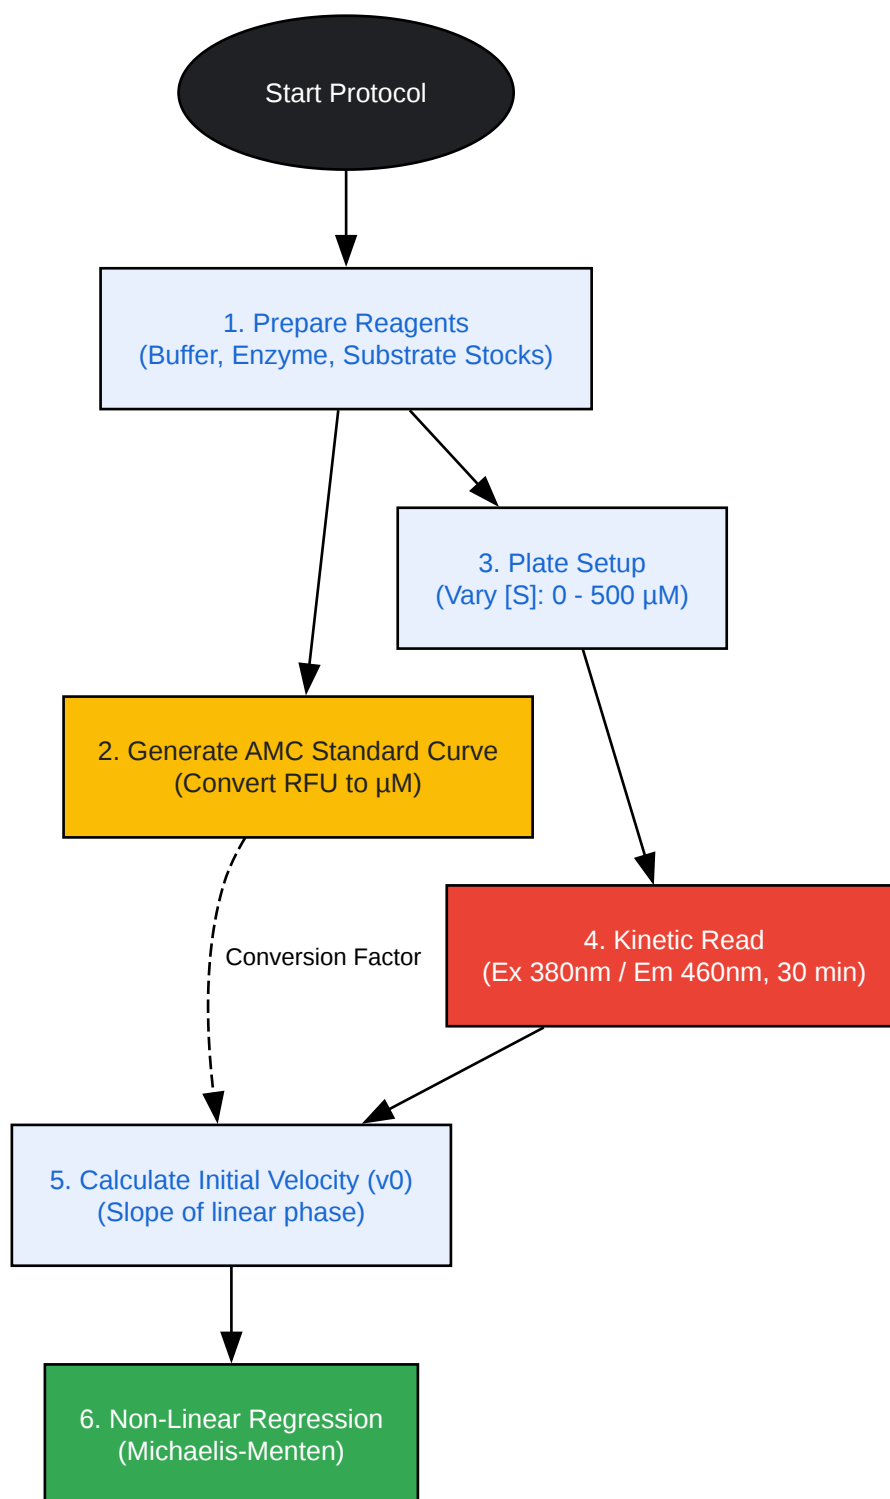 Start Protocol
1. Prepare Reagents
(Buffer, Enzyme, Substrate Stocks)
3. Plate Setup
(Vary [S]: 0 - 500 µM)
2. Generate AMC Standard Curve
(Convert RFU to µM)
4. Kinetic Read
(Ex 380nm / Em 460nm, 30 min)
Conversion Factor
5. Calculate Initial Velocity (v0)
(Slope of linear phase)
6. Non-Linear Regression
(Michaelis-Menten)